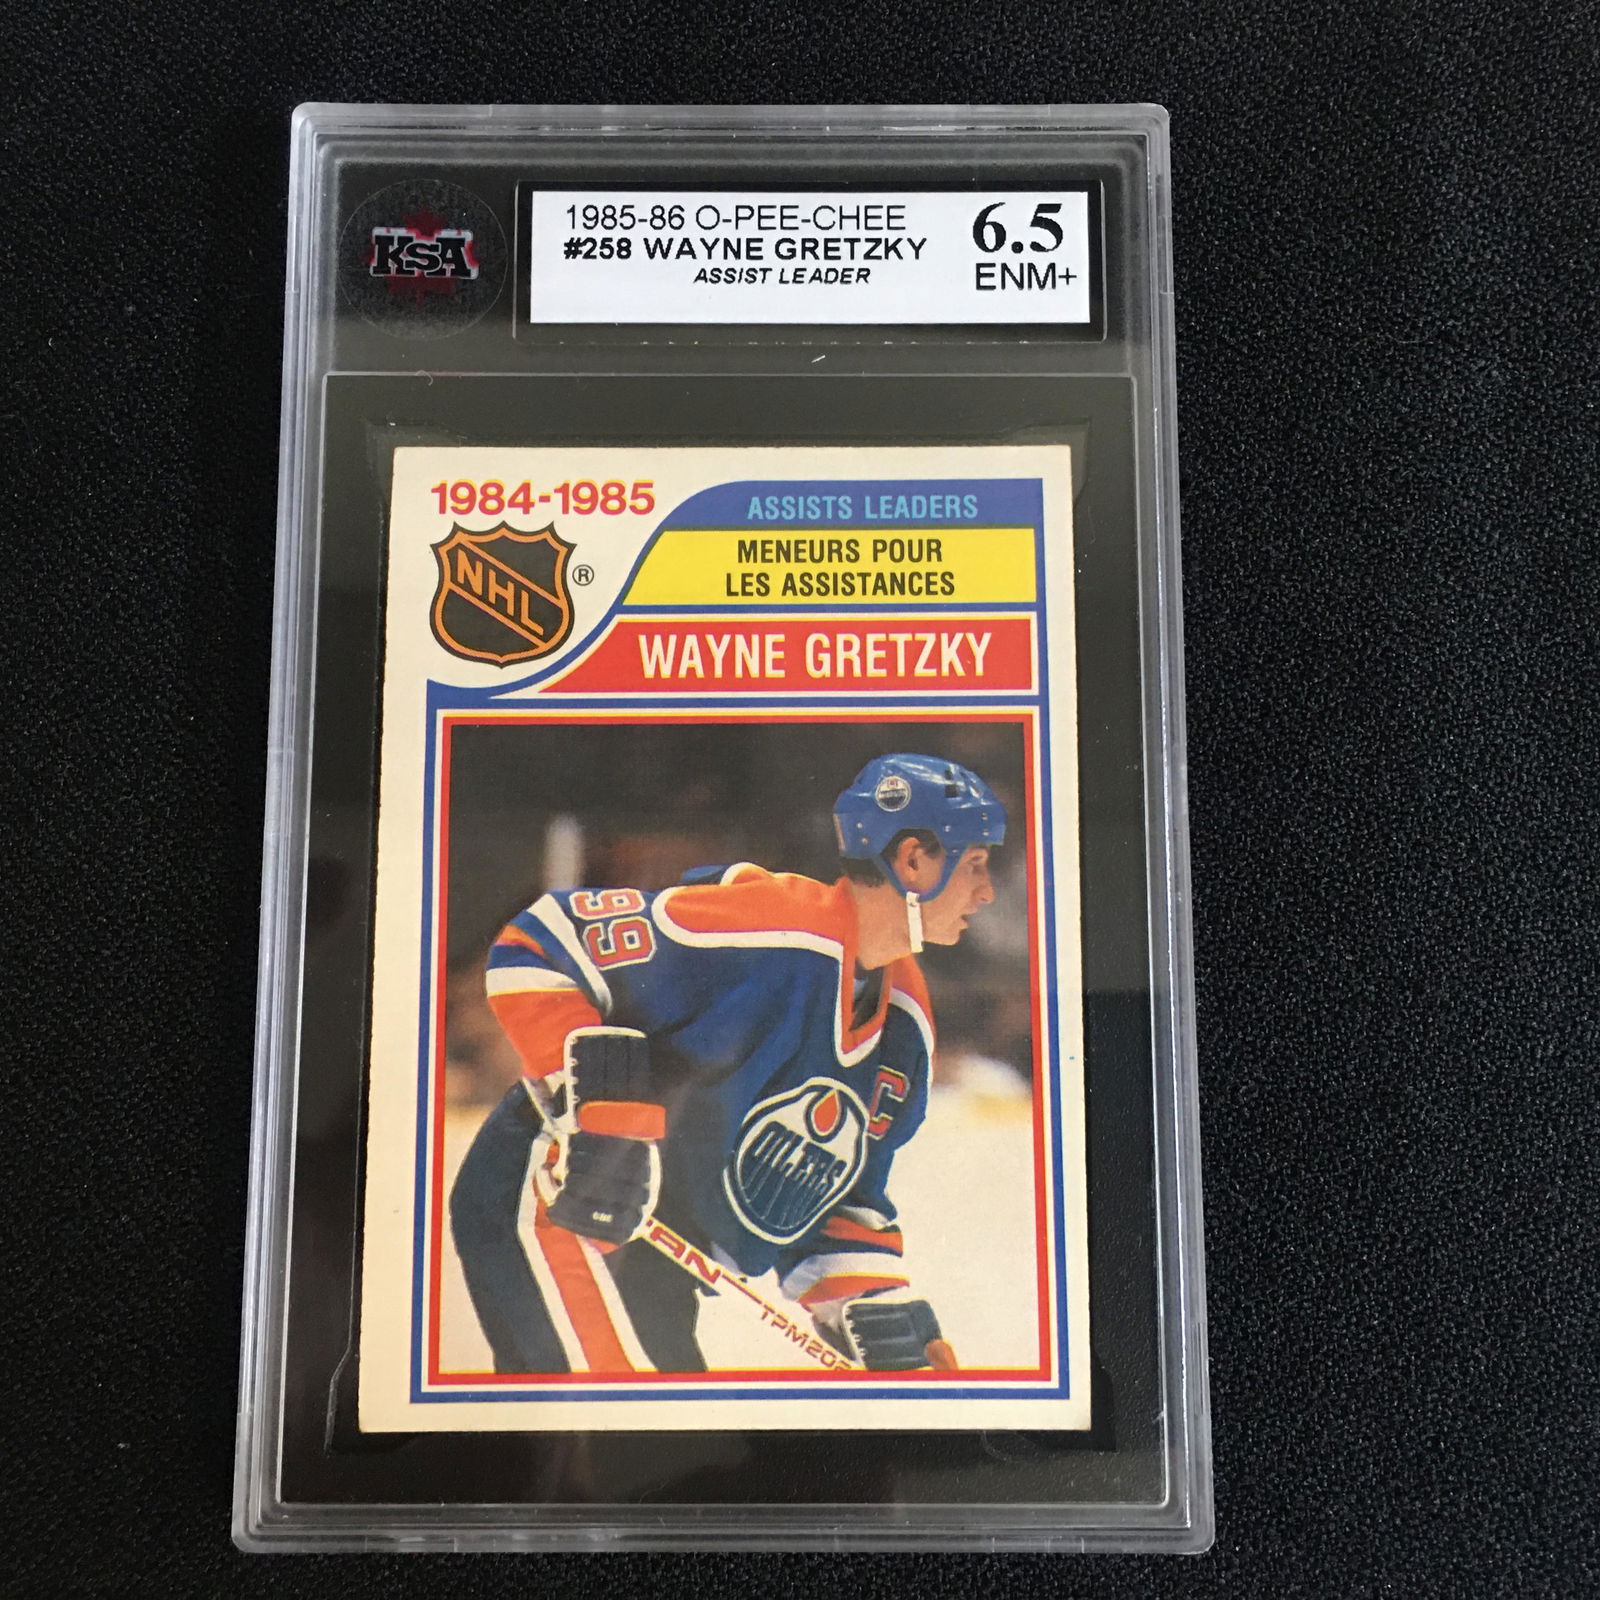 KSA
1985-86 O-PEE-CHEE
#258 WAYNE GRETZKY
ASSIST LEADER
6.5
ENM+
1984-1985
NHL
®
ASSISTS LEADERS
MENEURS POUR
LES ASSISTANCES
WAYNE GRETZKY
99
C
OILERS
TPM202